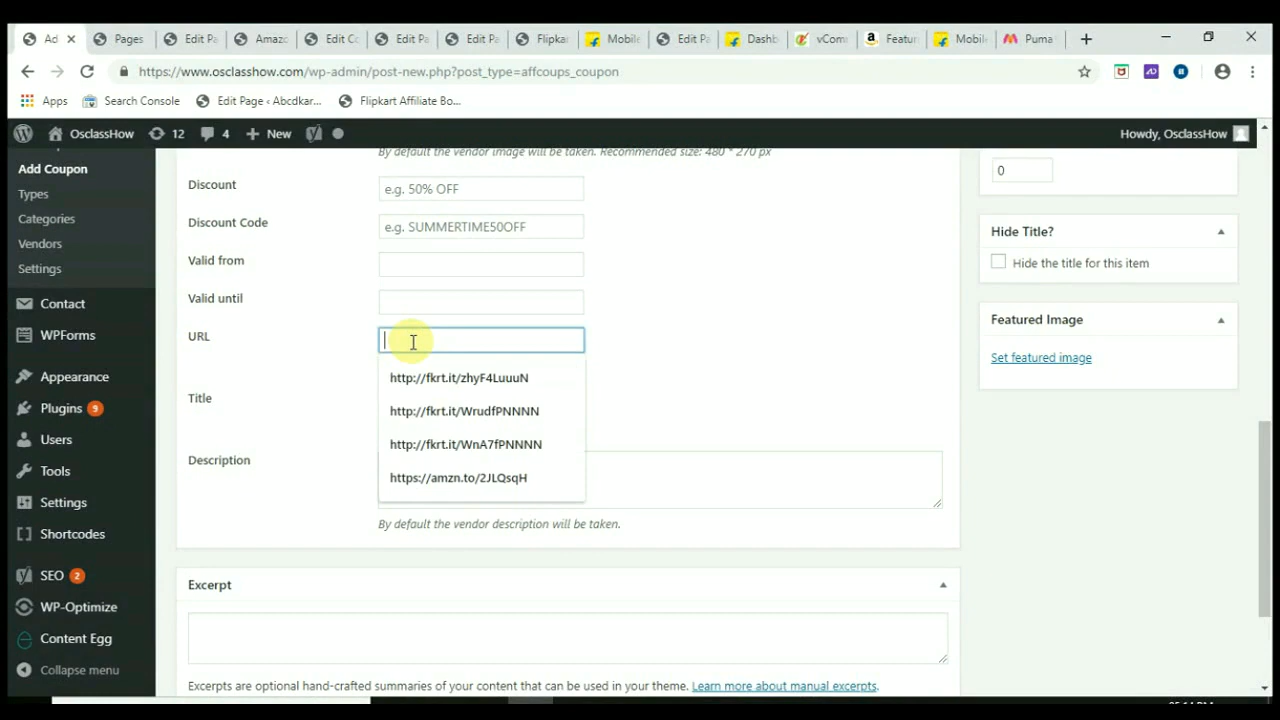 Ad
Pages
Edit Pa
Amazo
Edit Co
Edit Pa
Edit Pa
Flipkar
Mobile
Edit Pa
Dashb
vCom
Featur
Mobile
Puma
https://www.osclasshow.com/wp-admin/post-new.php?post_type=affcoups_coupon
Apps
Search Console
Edit Page ‹ Abcdkar...
Flipkart Affiliate Bo...
OsclassHow
12
4
New
Howdy, OsclassHow
Add Coupon
Types
Categories
Vendors
Settings
Contact
WPForms
Appearance
Plugins 9
Users
Tools
Settings
Shortcodes
SEO 2
WP-Optimize
Content Egg
Collapse menu
By default the vendor image will be taken. Recommended size: 480 * 270 px
Discount
e.g. 50% OFF
Discount Code
e.g. SUMMERTIME50OFF
Valid from
Valid until
URL
http://fkrt.it/zhyF4LuuuN
http://fkrt.it/WrudfPNNNN
http://fkrt.it/WnA7fPNNNN
https://amzn.to/2JLQsqH
Title
Description
By default the vendor description will be taken.
Excerpt
Excerpts are optional hand-crafted summaries of your content that can be used in your theme. Learn more about manual excerpts.
0
Hide Title?
Hide the title for this item
Featured Image
Set featured image